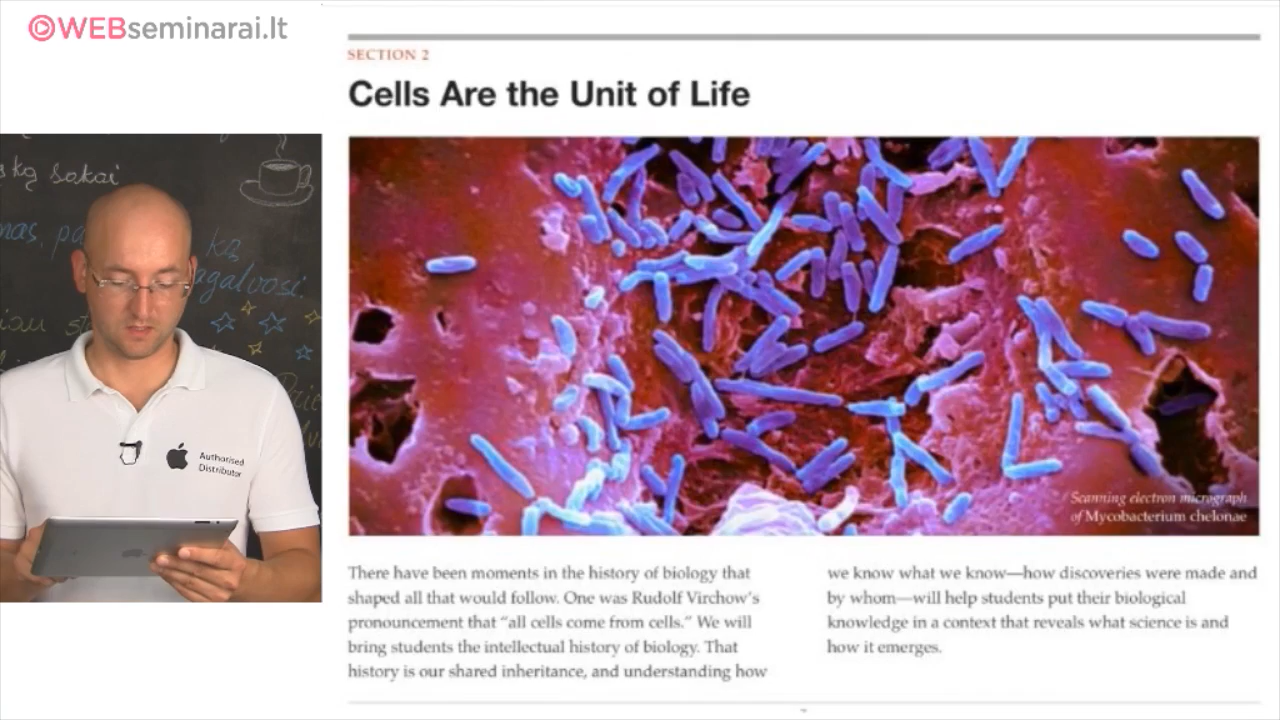 WEBseminarai.lt
SECTION 2
Cells Are the Unit of Life
ką sakai
ką
agalvosi.
Authorised
Distributor
Scanning electron micrograph
of Mycobacterium chelonae
There have been moments in the history of biology that
shaped all that would follow. One was Rudolf Virchow's
pronouncement that “all cells come from cells.” We will
bring students the intellectual history of biology. That
history is our shared inheritance, and understanding how
we know what we know—how discoveries were made and
by whom—will help students put their biological
knowledge in a context that reveals what science is and
how it emerges.